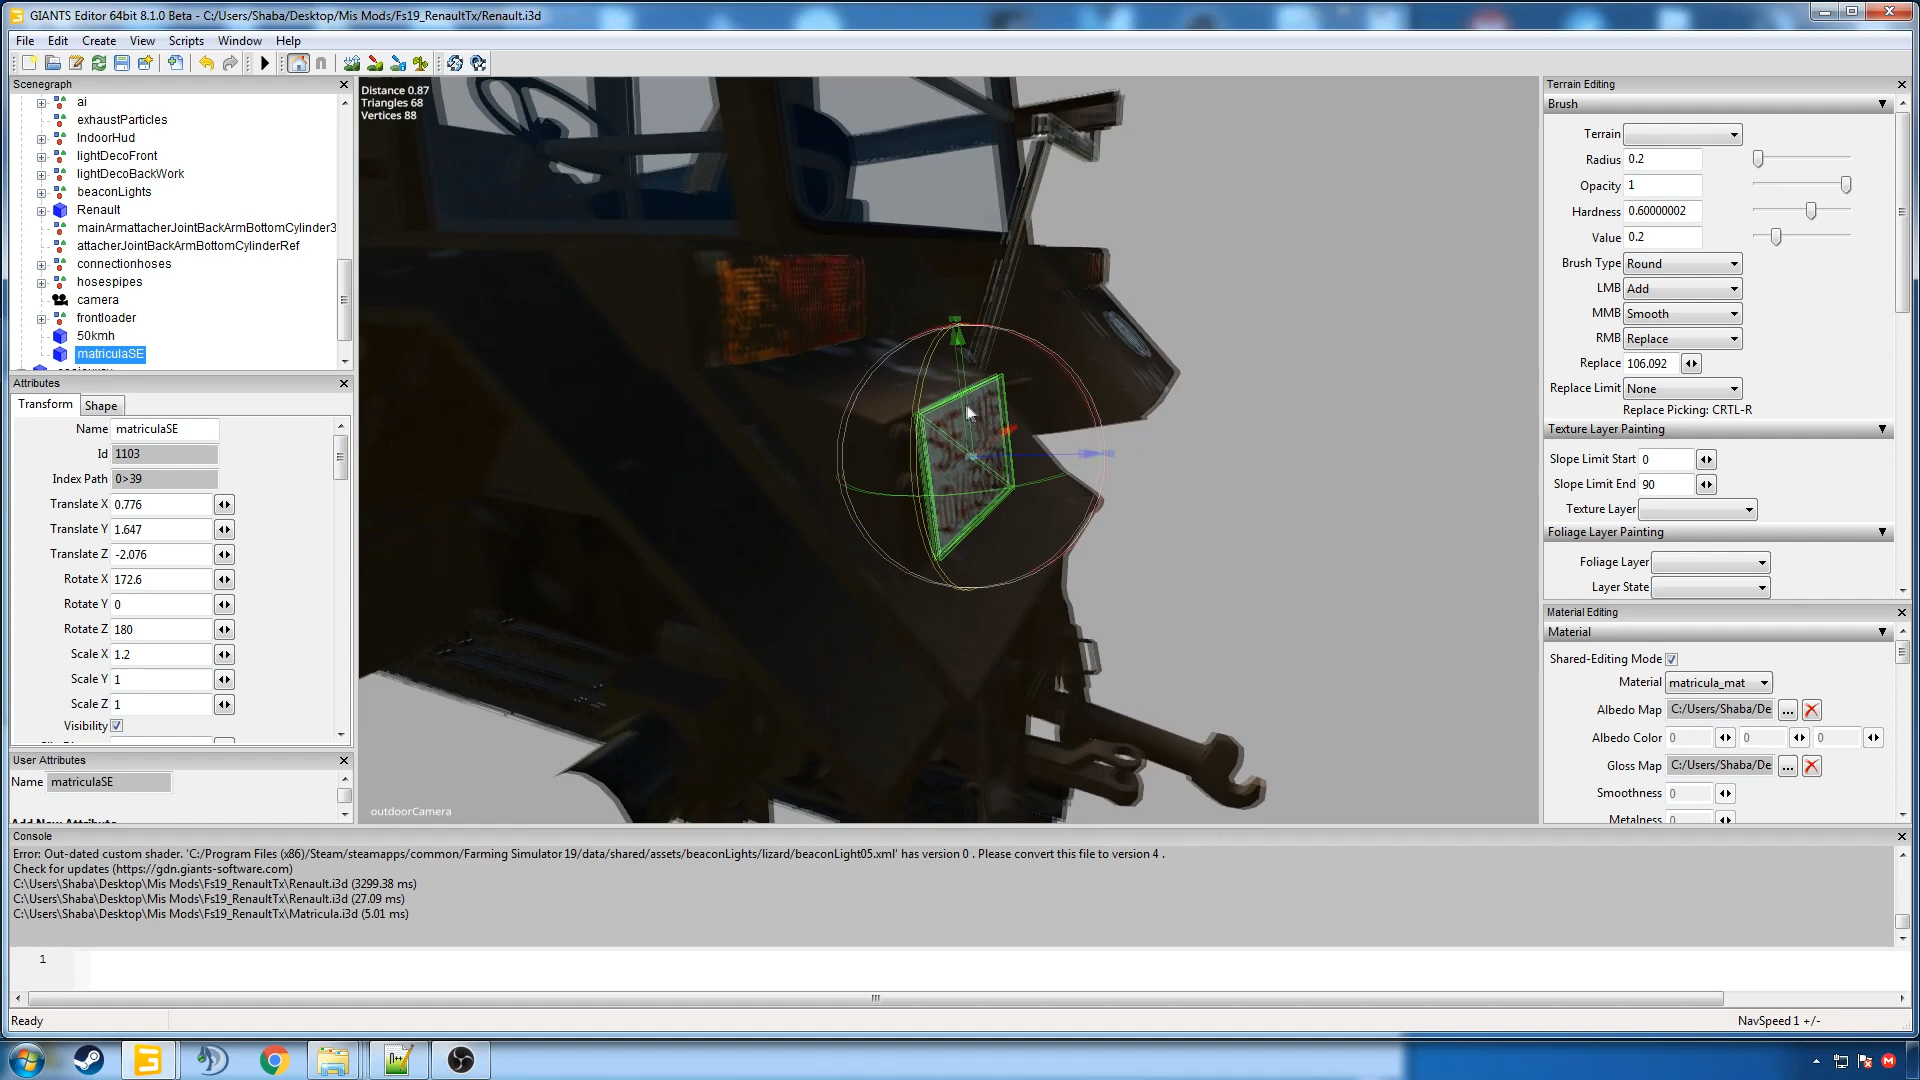 GIANTS Editor 64bit 8.1.0 Beta - C:/Users/Shaba/Desktop/Mis Mods/Fs19_RenaultTx/Renault.i3d
File Edit Create View Scripts Window Help
Scenegraph
ai
exhaustParticles
IndoorHud
lightDecoFront
lightDecoBackWork
beaconLights
Renault
mainArmattacherJointBackArmBottomCylinder3
attacherJointBackArmBottomCylinderRef
connectionhoses
hosespipes
camera
frontloader
50kmh
matriculaSE
Attributes
Transform Shape
Name matriculaSE
Id 1103
Index Path 0>39
Translate X 0.776
Translate Y 1.647
Translate Z -2.076
Rotate X 172.6
Rotate Y 0
Rotate Z 180
Scale X 1.2
Scale Y 1
Scale Z 1
Visibility
User Attributes
Name matriculaSE
Add New Attribute
Distance 0.87
Triangles 68
Vertices 88
outdoorCamera
Terrain Editing
Brush
Terrain
Radius 0.2
Opacity 1
Hardness 0.60000002
Value 0.2
Brush Type Round
LMB Add
MMB Smooth
RMB Replace
Replace 106.092
Replace Limit None
Replace Picking: CRTL-R
Texture Layer Painting
Slope Limit Start 0
Slope Limit End 90
Texture Layer
Foliage Layer Painting
Foliage Layer
Layer State
Material Editing
Material
Shared-Editing Mode
Material matricula_mat
Albedo Map C:/Users/Shaba/De ...
Albedo Color 0 0 0
Gloss Map C:/Users/Shaba/De ...
Smoothness 0
Metalness 0
Console
Error: Out-dated custom shader. 'C:/Program Files (x86)/Steam/steamapps/common/Farming Simulator 19/data/shared/assets/beaconLights/lizard/beaconLight05.xml' has version 0 . Please convert this file to version 4 .
Check for updates (https://gdn.giants-software.com)
C:\Users\Shaba\Desktop\Mis Mods\Fs19_RenaultTx\Renault.i3d (3299.38 ms)
C:\Users\Shaba\Desktop\Mis Mods\Fs19_RenaultTx\Renault.i3d (27.09 ms)
C:\Users\Shaba\Desktop\Mis Mods\Fs19_RenaultTx\Matricula.i3d (5.01 ms)
1
Ready
NavSpeed 1 +/-